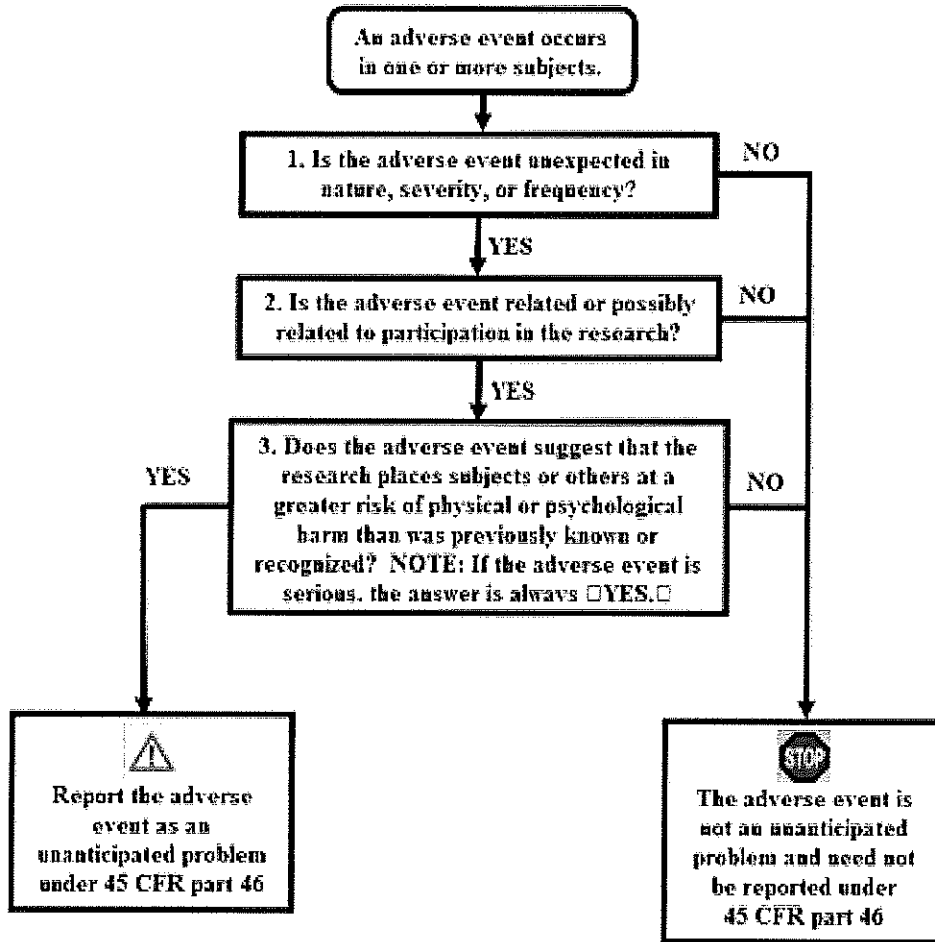 An adverse event occurs
in one or more subjects.
1. Is the adverse event unexpected in
nature, severity, or frequency?
NO
YES
2. Is the adverse event related or possibly
related to participation in the research?
NO
YES
3. Does the adverse event suggest that the
research places subjects or others at a
greater risk of physical or psychological
harm than was previously known or
recognized? NOTE: If the adverse event is
serious, the answer is always □YES.□
YES
NO
Report the adverse
event as an
unanticipated problem
under 45 CFR part 46
STOP
The adverse event is
not an unanticipated
problem and need not
be reported under
45 CFR part 46